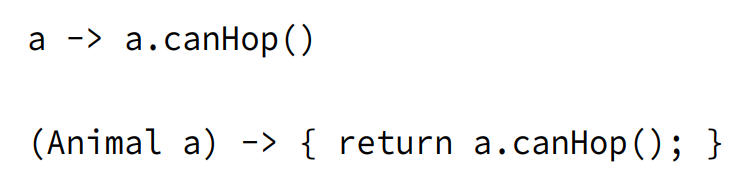 a -> a.canHop()
(Animal a) -> { return a.canHop(); }